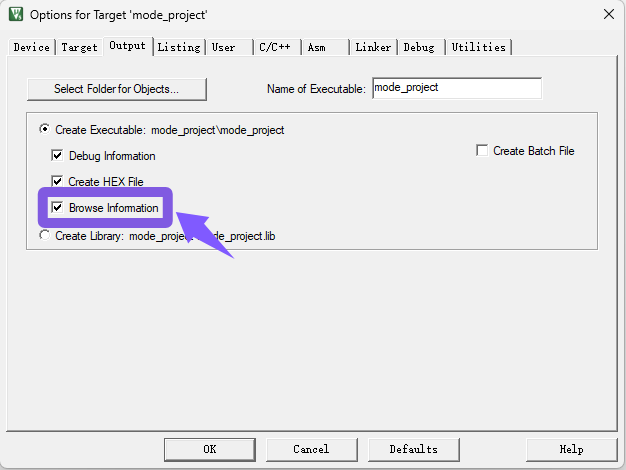 Options for Target 'mode_project'
Device Target Output Listing User C/C++ Asm Linker Debug Utilities
Select Folder for Objects... Name of Executable: mode_project
Create Executable: mode_project\mode_project
Debug Information Create Batch File
Create HEX File
Browse Information
Create Library: mode_project de_project.lib
OK Cancel Defaults Help